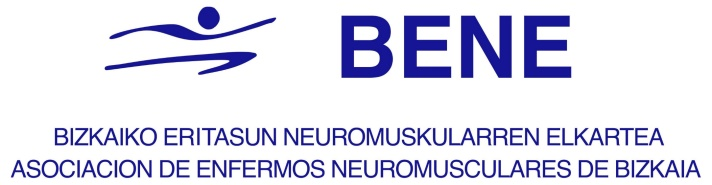 BENE
BIZKAIKO ERITASUN NEUROMUSKULARREN ELKARTEA
ASOCIACION DE ENFERMOS NEUROMUSCULARES DE BIZKAIA